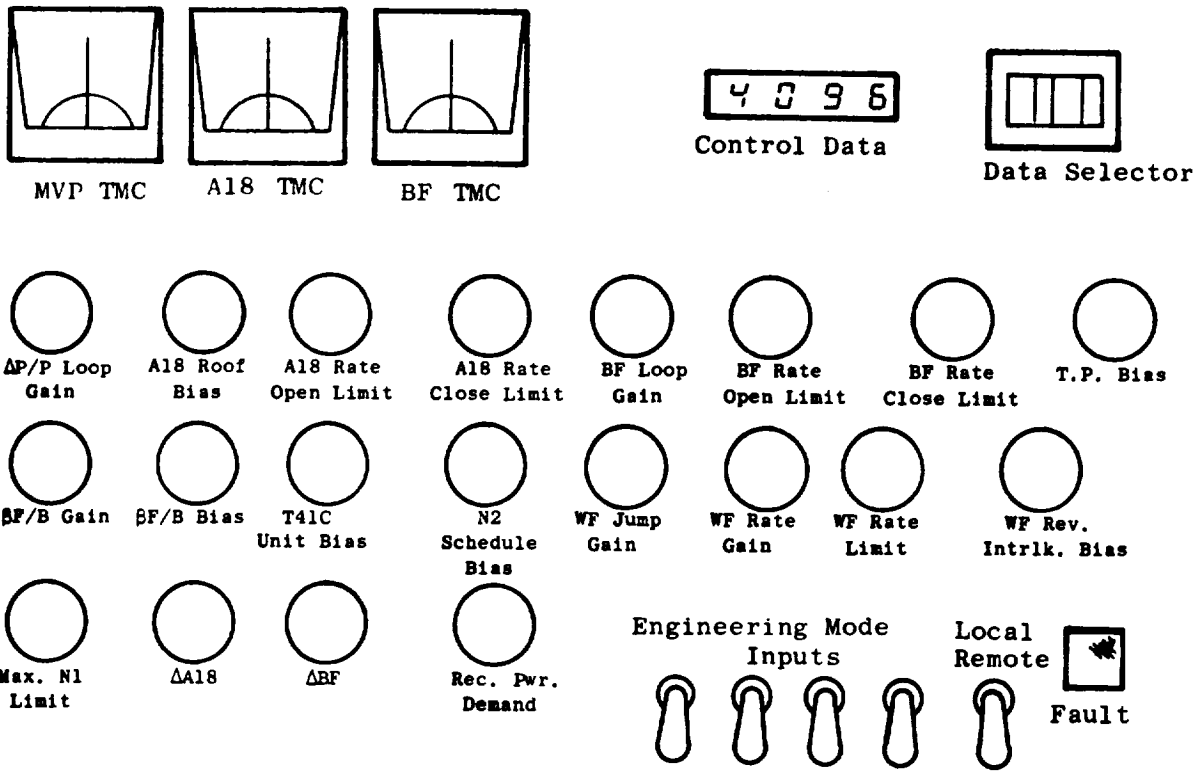 4096
Control Data
Data Selector
MVP TMC
A18 TMC
BF TMC
ΔP/P Loop
Gain
A18 Roof
Bias
A18 Rate
Open Limit
A18 Rate
Close Limit
BF Loop
Gain
BF Rate
Open Limit
BF Rate
Close Limit
T.P. Bias
βF/B Gain
βF/B Bias
T41C
Unit Bias
N2
Schedule
Bias
WF Jump
Gain
WF Rate
Gain
WF Rate
Limit
WF Rev.
Intrlk. Bias
Max. N1
Limit
ΔA18
ΔBF
Rec. Pwr.
Demand
Engineering Mode
Inputs
Local
Remote
Fault